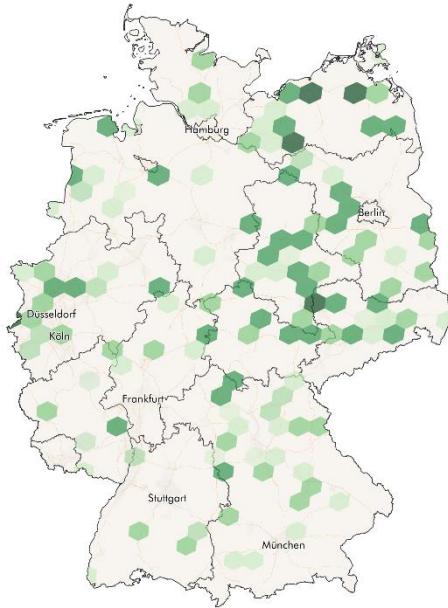 Hamburg
Berlin
Düsseldorf
Köln
Frankfurt
Stuttgart
München